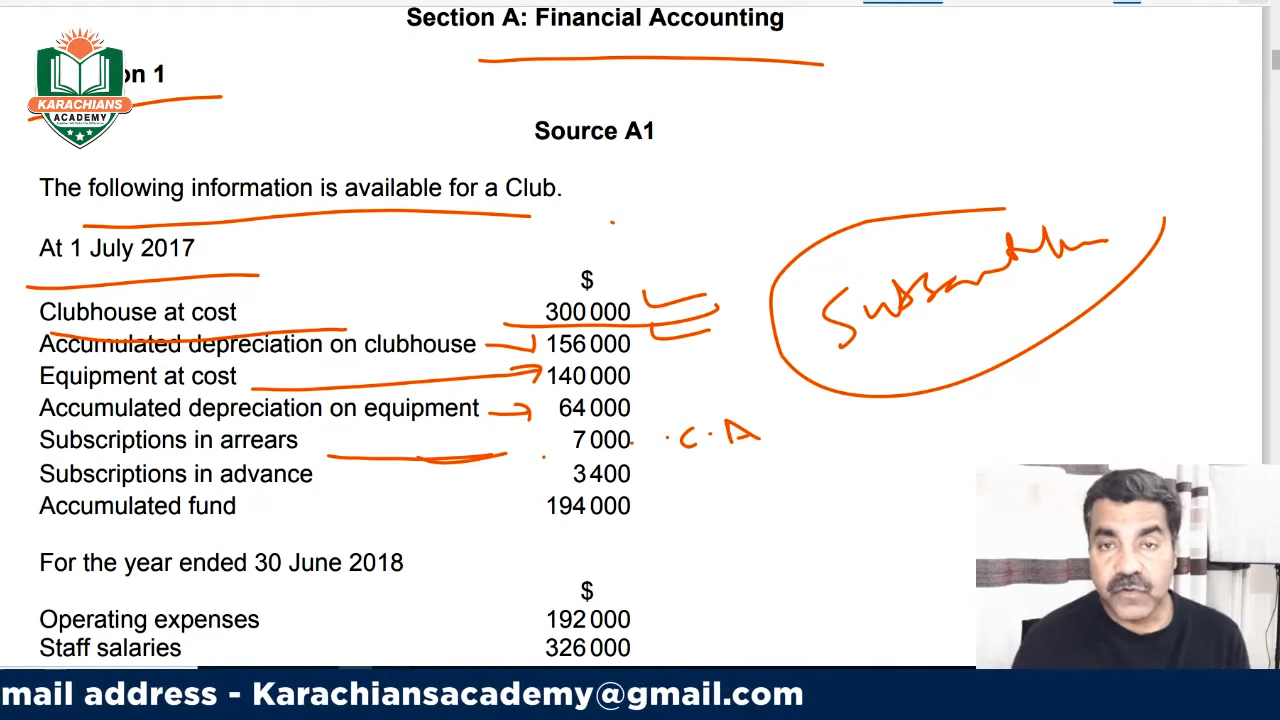 Section A: Financial Accounting
on 1
KARACHIANS
ACADEMY
Source A1
The following information is available for a Club.
At 1 July 2017
$
Clubhouse at cost 300 000
Accumulated depreciation on clubhouse 156 000
Equipment at cost 140 000
Accumulated depreciation on equipment 64 000
Subscriptions in arrears 7 000 C.A
Subscriptions in advance 3 400
Accumulated fund 194 000
For the year ended 30 June 2018
$
Operating expenses 192 000
Staff salaries 326 000
mail address - Karachiansacademy@gmail.com